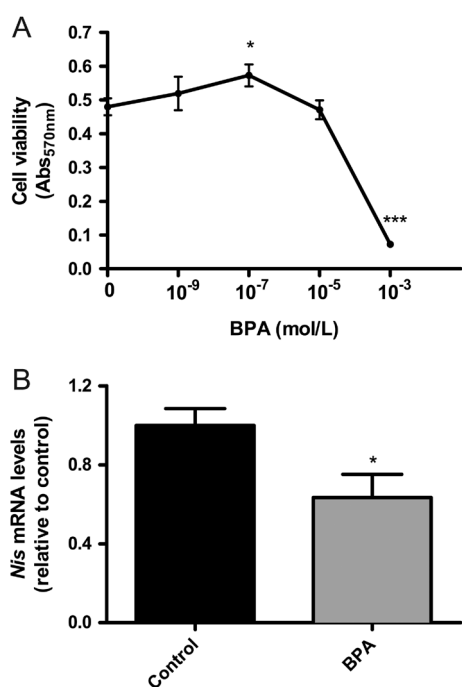 A
Cell viability
(Abs570nm)
0.7
0.6
0.5
0.4
0.3
0.2
0.1
0.0
*
***
0
10-9
10-7
10-5
10-3
BPA (mol/L)
B
Nis mRNA levels
(relative to control)
1.2
0.8
0.4
0.0
*
Control
BPA